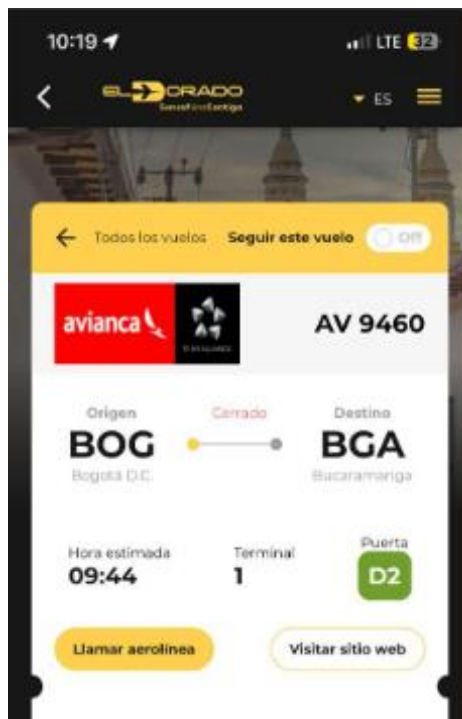 10:19
LTE 32
EL DORADO
ES
Todos los vuelos Seguir este vuelo Off
avianca
AV 9460
Origen Cerrado Destino
BOG BGA
Bogotá D.C. Bucaramanga
Hora estimada Terminal Puerta
09:44 1 D2
Llamar aerolínea Visitar sitio web